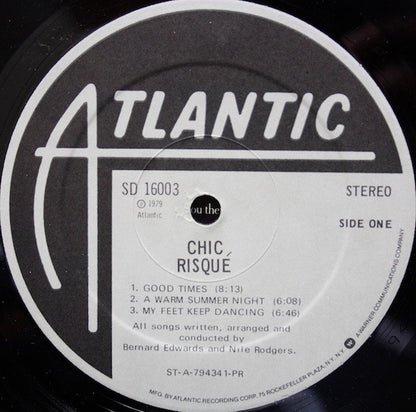 ATLANTIC
SD 16003
STEREO
℗ 1979
Atlantic
ou the
SIDE ONE
CHIC
RISQUÉ
1. GOOD TIMES (8:13)
2. A WARM SUMMER NIGHT (6:08)
3. MY FEET KEEP DANCING (6:46)
All songs written, arranged and
conducted by
Bernard Edwards and Nile Rodgers.
ST-A-794341-PR
MFG. BY ATLANTIC RECORDING CORP. 75 ROCKEFELLER PLAZA, N.Y., N.Y.
A WARNER COMMUNICATIONS COMPANY